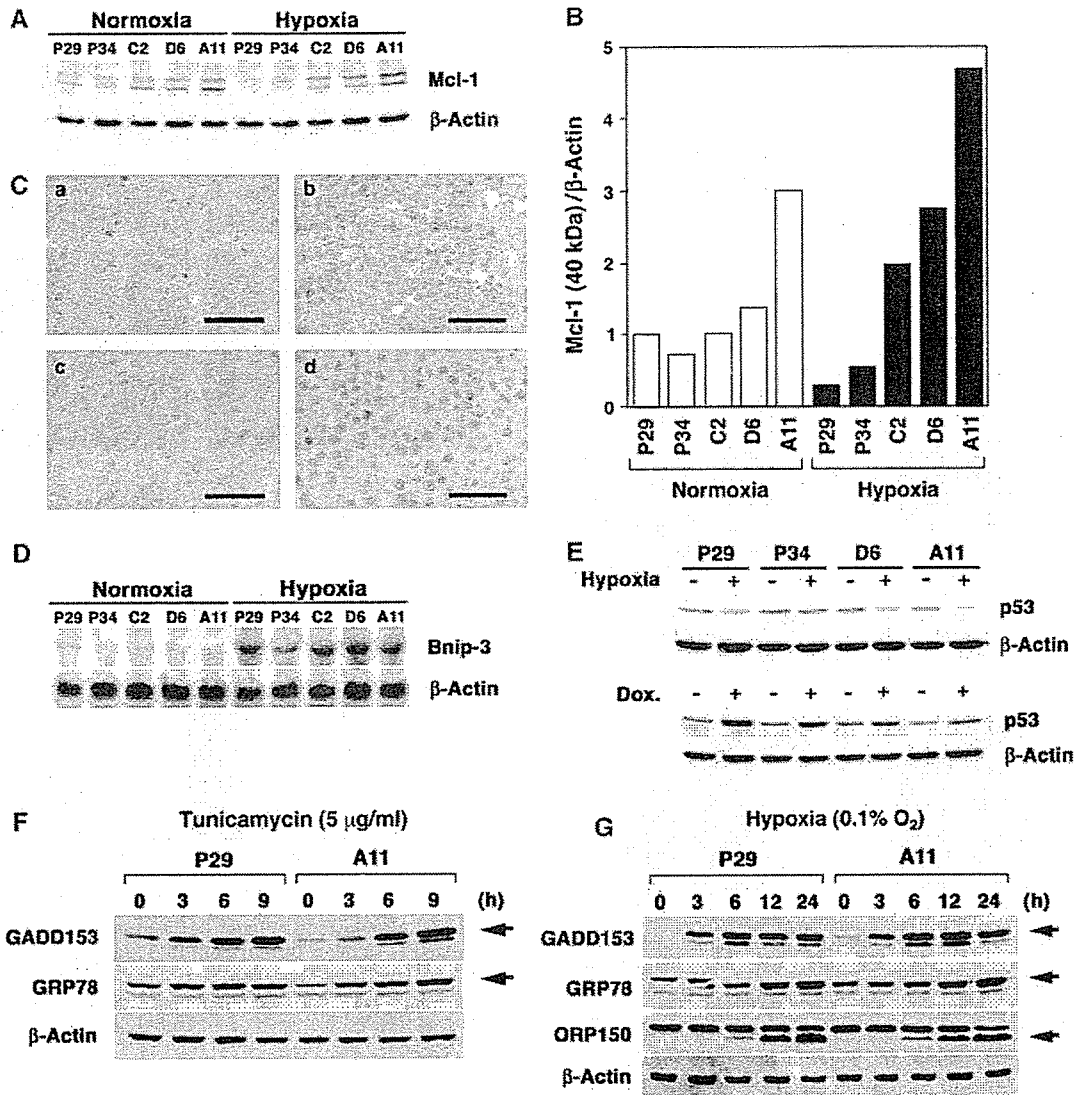 A
Normoxia Hypoxia
P29 P34 C2 D6 A11 P29 P34 C2 D6 A11
Mcl-1
β-Actin
B
Mcl-1 (40 kDa)/β-Actin
5
4
3
2
1
0
P29 P34 C2 D6 A11 P29 P34 C2 D6 A11
Normoxia Hypoxia
C
a b
c d
D
Normoxia Hypoxia
P29 P34 C2 D6 A11 P29 P34 C2 D6 A11
Bnip-3
β-Actin
E
P29 P34 D6 A11
Hypoxia - + - + - + - +
p53
β-Actin
Dox. - + - + - + - +
p53
β-Actin
F
Tunicamycin (5 μg/ml)
P29 A11
0 3 6 9 0 3 6 9 (h)
GADD153
GRP78
β-Actin
G
Hypoxia (0.1% O₂)
P29 A11
0 3 6 12 24 0 3 6 12 24 (h)
GADD153
GRP78
ORP150
β-Actin